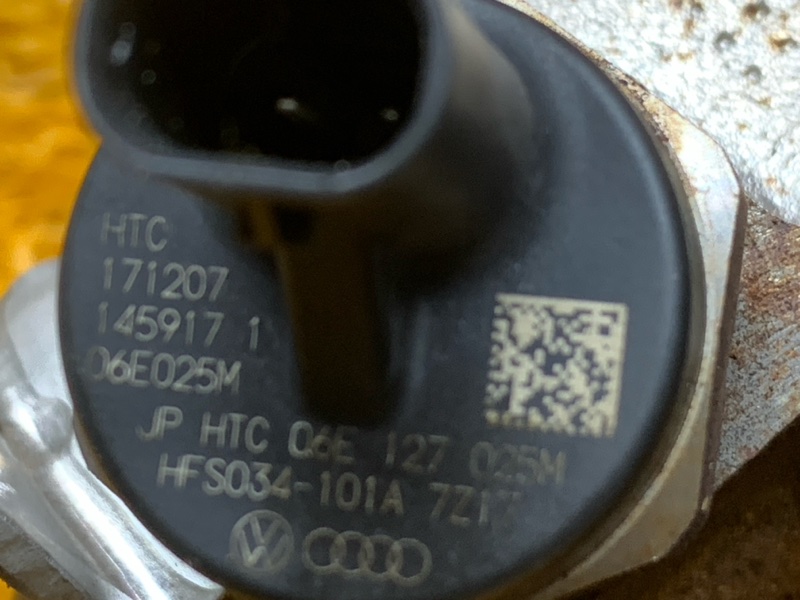 HTC
171207
145917 1
06E025M
JP HTC 06E 127 025M
HFS034-101A